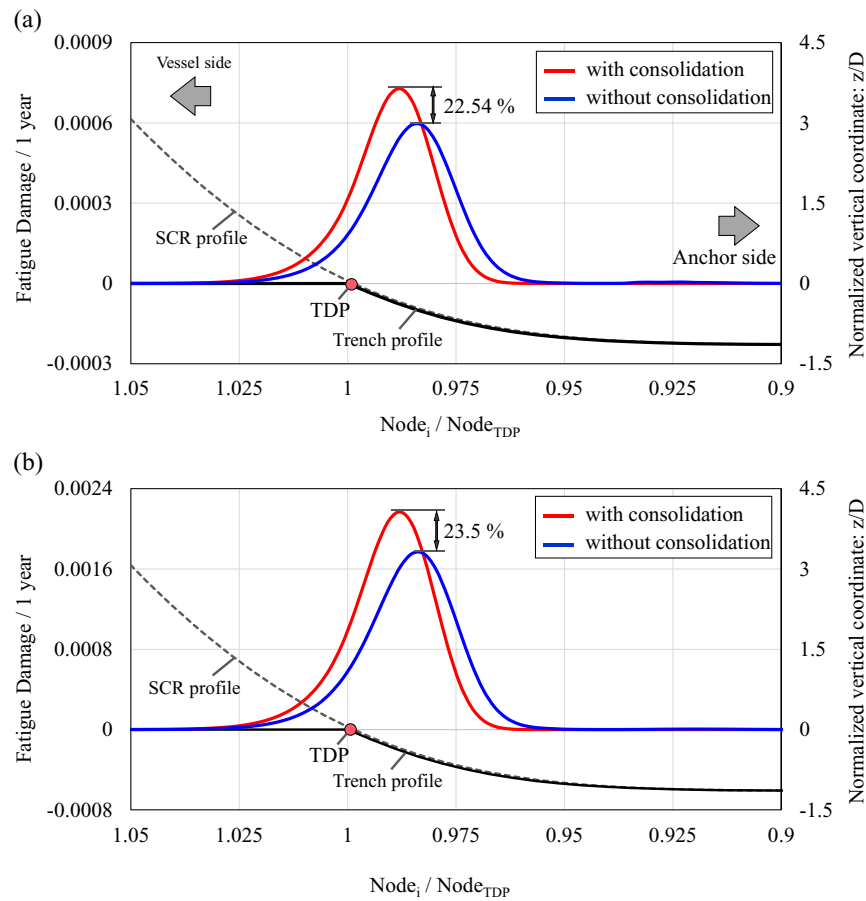 (a)
0.0009
0.0006
0.0003
0
-0.0003
Fatigue Damage / 1 year
Vessel side
SCR profile
TDP
Trench profile
22.54 %
with consolidation
without consolidation
Anchor side
4.5
3
1.5
0
-1.5
Normalized vertical coordinate: z/D
1.05 1.025 1 0.975 0.95 0.925 0.9
Node_i / Node_TDP
(b)
0.0024
0.0016
0.0008
0
-0.0008
Fatigue Damage / 1 year
SCR profile
TDP
Trench profile
23.5 %
with consolidation
without consolidation
4.5
3
1.5
0
-1.5
Normalized vertical coordinate: z/D
1.05 1.025 1 0.975 0.95 0.925 0.9
Node_i / Node_TDP